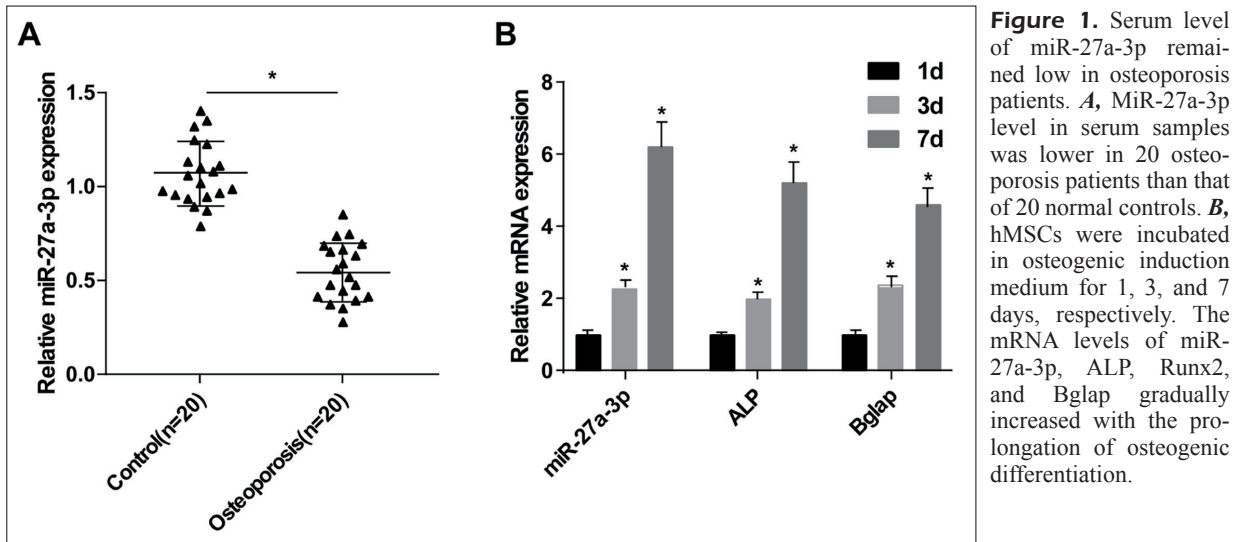 A
*
Relative miR-27a-3p expression
1.5
1.0
0.5
0.0
Control(n=20)
Osteoporosis(n=20)
B
1d
3d
7d
Relative mRNA expression
8
6
4
2
0
*
*
*
*
*
*
miR-27a-3p
ALP
Bglap
Figure 1. Serum level
of miR-27a-3p remai-
ned low in osteoporosis
patients. A, MiR-27a-3p
level in serum samples
was lower in 20 osteo-
porosis patients than that
of 20 normal controls. B,
hMSCs were incubated
in osteogenic induction
medium for 1, 3, and 7
days, respectively. The
mRNA levels of miR-
27a-3p, ALP, Runx2,
and Bglap gradually
increased with the pro-
longation of osteogenic
differentiation.